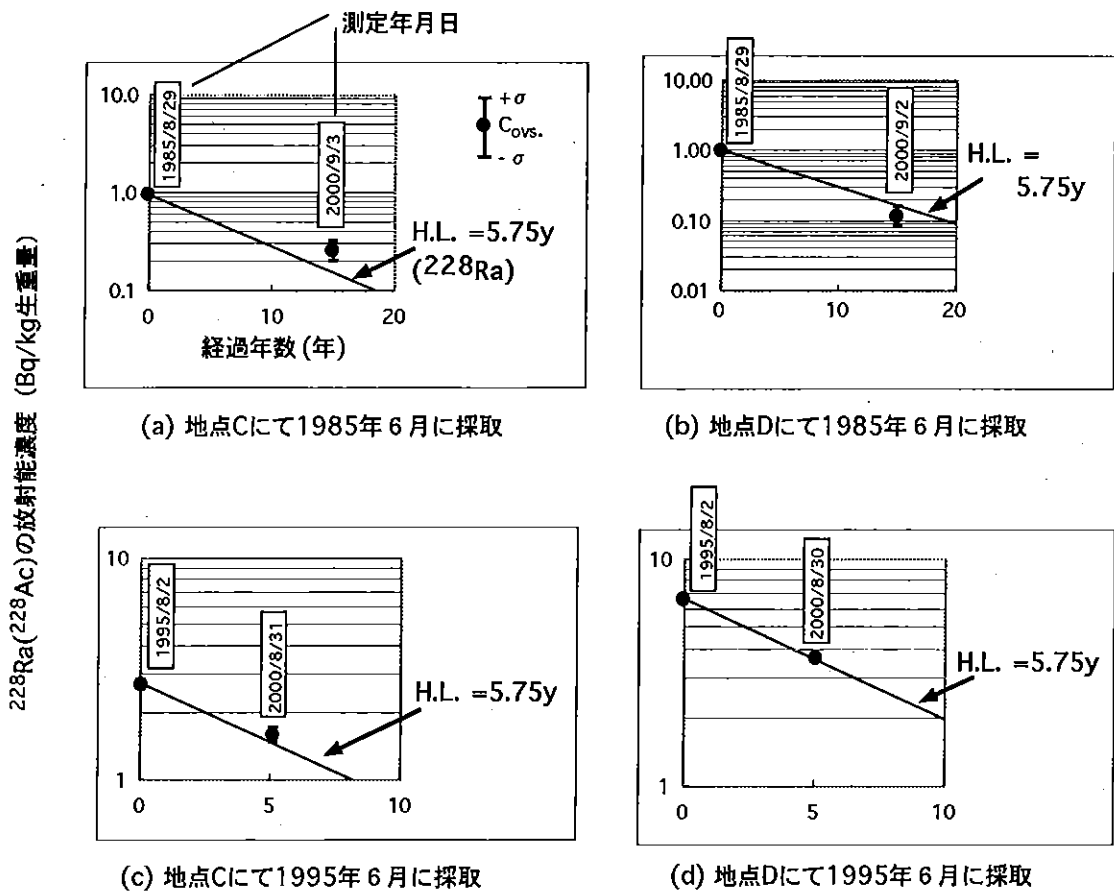 測定年月日
²²⁸Ra(²²⁸Ac)の放射能濃度 (Bq/kg生重量)
10.0
1.0
0.1
0
10
20
経過年数 (年)
1985/8/29
2000/9/3
+σ
Covs.
-σ
H.L. =5.75y
(²²⁸Ra)
(a) 地点Cにて1985年6月に採取
10.00
1.00
0.10
0.01
0
10
20
1985/8/29
2000/9/2
H.L. =
5.75y
(b) 地点Dにて1985年6月に採取
10
1
0
5
10
1995/8/2
2000/8/31
H.L. =5.75y
(c) 地点Cにて1995年6月に採取
10
1
0
5
10
1995/8/2
2000/8/30
H.L. =5.75y
(d) 地点Dにて1995年6月に採取